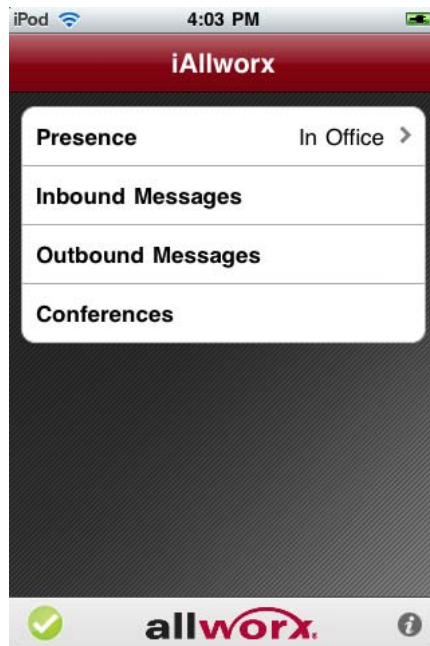 iPod 4:03 PM
iAllworx
Presence In Office >
Inbound Messages
Outbound Messages
Conferences
allworx.